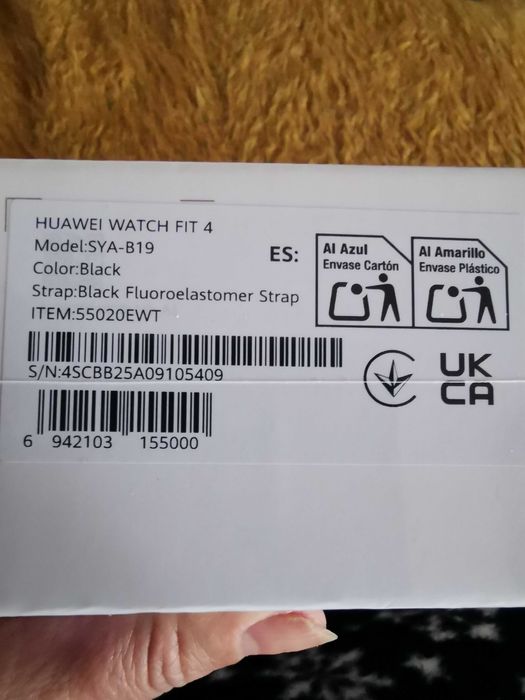 HUAWEI WATCH FIT 4
Model:SYA-B19
Color:Black
Strap:Black Fluoroelastomer Strap
ITEM:55020EWT
ES:
Al Azul
Envase Cartón
Al Amarillo
Envase Plástico
S/N:4SCBB25A09105409
UK
CA
6 942103 155000